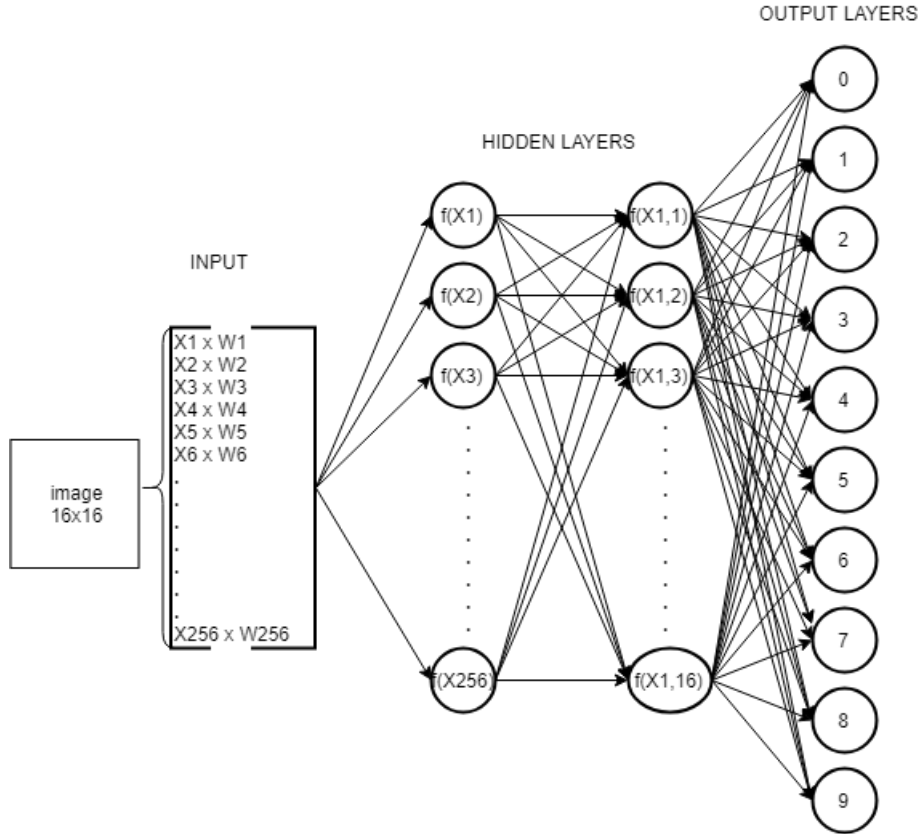 OUTPUT LAYERS
0
1
2
3
4
5
6
7
8
9
HIDDEN LAYERS
f(X1)
f(X2)
f(X3)
f(X256)
f(X1,1)
f(X1,2)
f(X1,3)
f(X1,16)
INPUT
X1 x W1
X2 x W2
X3 x W3
X4 x W4
X5 x W5
X6 x W6
.
.
.
.
.
.
.
X256 x W256
image
16x16